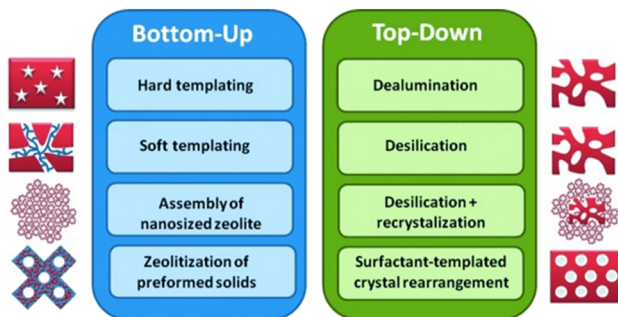 Bottom-Up
Hard templating
Soft templating
Assembly of
nanosized zeolite
Zeolitization of
preformed solids
Top-Down
Dealumination
Desilication
Desilication +
recrystalization
Surfactant-templated
crystal rearrangement